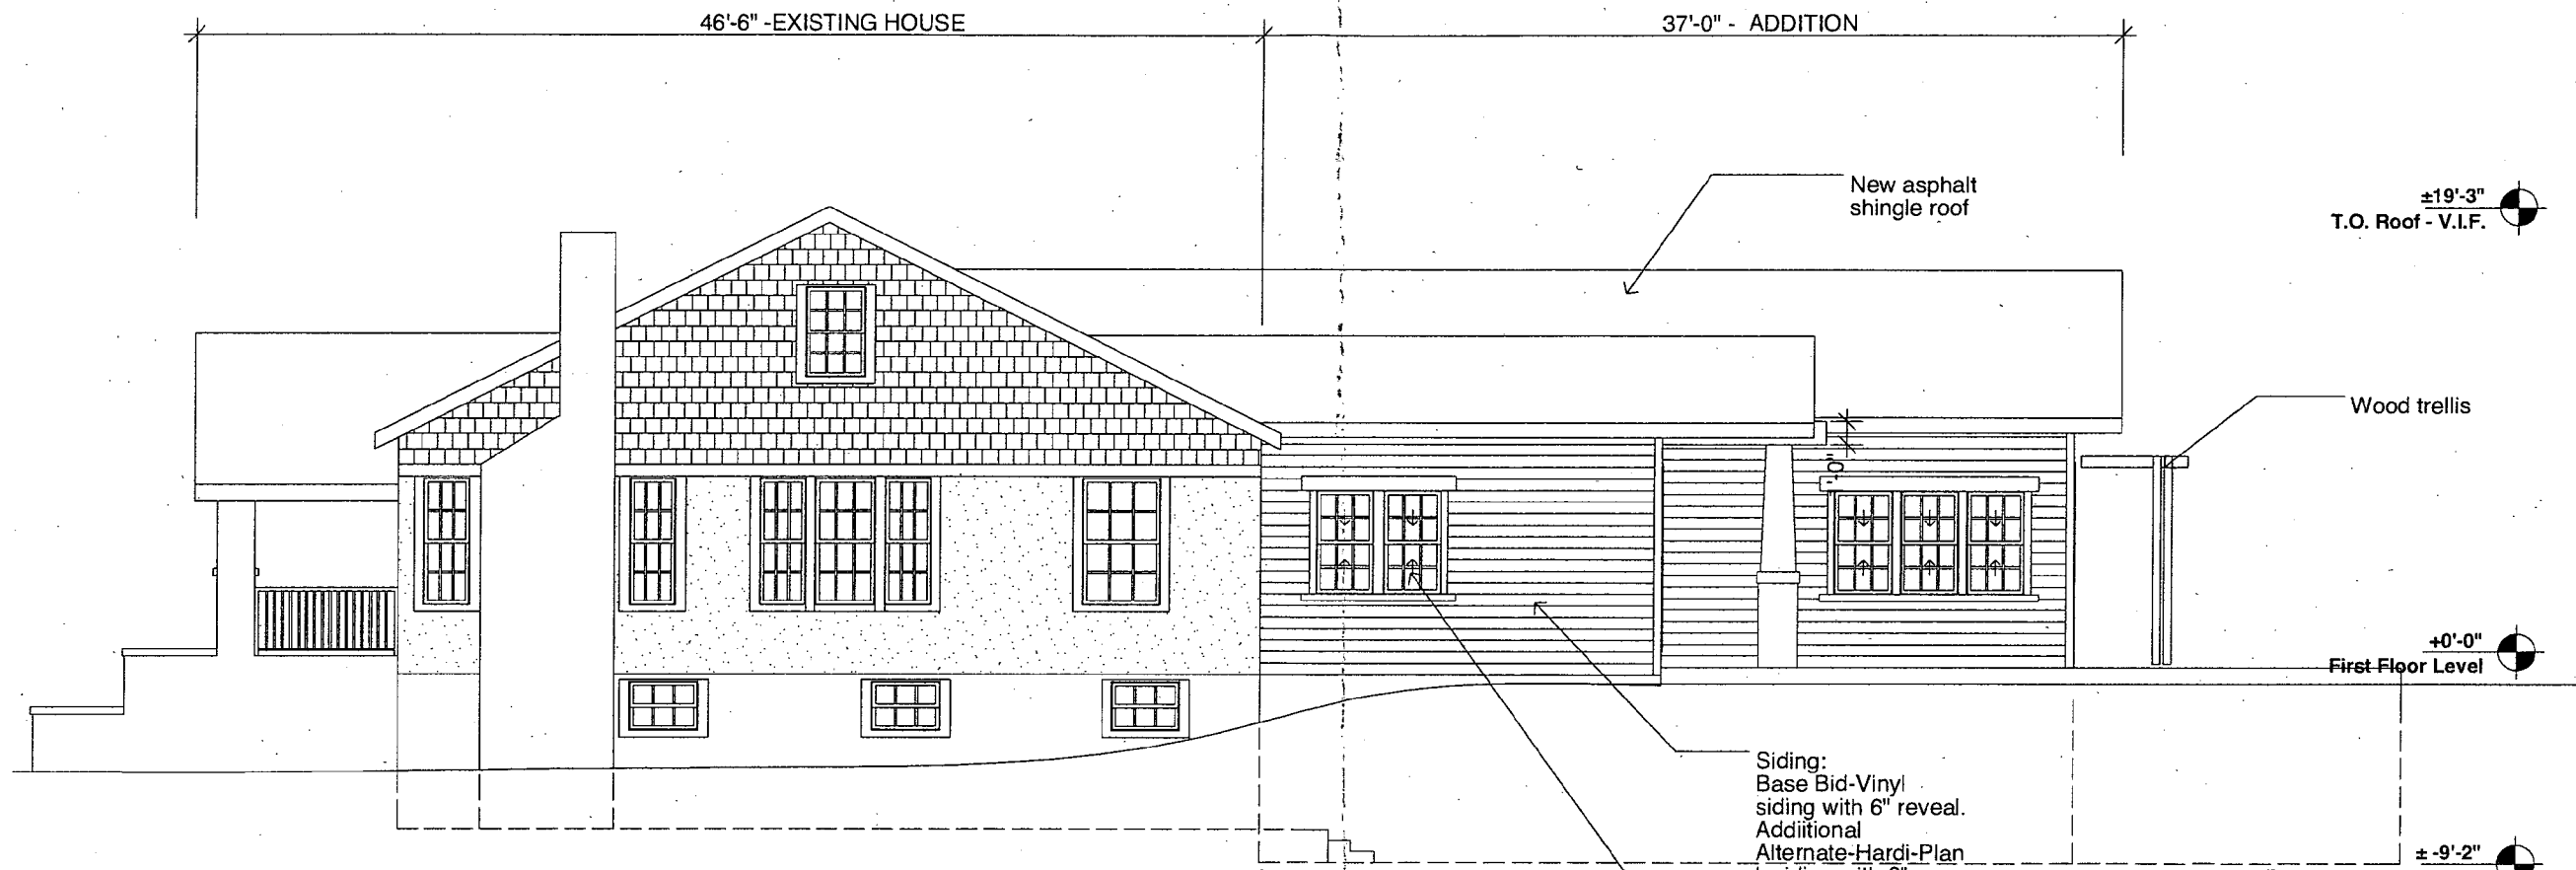 46'-6" -EXISTING HOUSE
37'-0" - ADDITION
New asphalt
shingle roof
±19'-3"
T.O. Roof - V.I.F.
Wood trellis
+0'-0"
First Floor Level
Siding:
Base Bid-Vinyl
siding with 6" reveal.
Addiitional
Alternate-Hardi-Plan
± -9'-2"